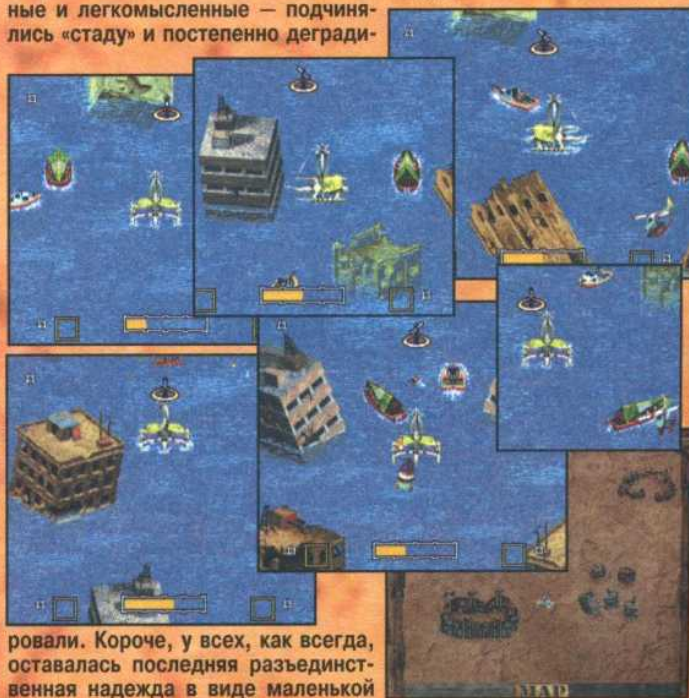 ные и легкомысленные — подчиня-
лись «стаду» и постепенно дегради-
MAP
ровали. Короче, у всех, как всегда,
оставалась последняя разъединст-
венная надежда в виде маленькой